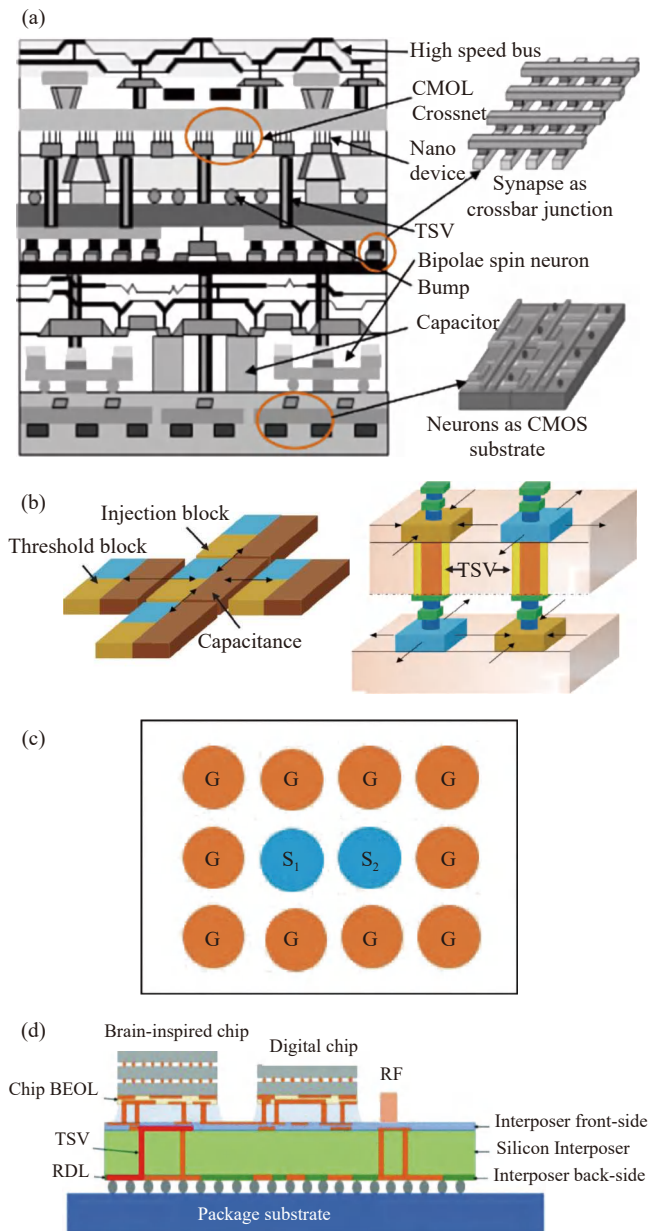 (a)
High speed bus
CMOL
Crossnet
Nano
device
Synapse as
crossbar junction
TSV
Bipolae spin neuron
Bump
Capacitor
Neurons as CMOS
substrate
(b)
Injection block
Threshold block
Capacitance
TSV
(c)
G G G G
G S1 S2 G
G G G G
(d)
Brain-inspired chip
Digital chip
RF
Chip BEOL
Interposer front-side
TSV
Silicon Interposer
RDL
Interposer back-side
Package substrate